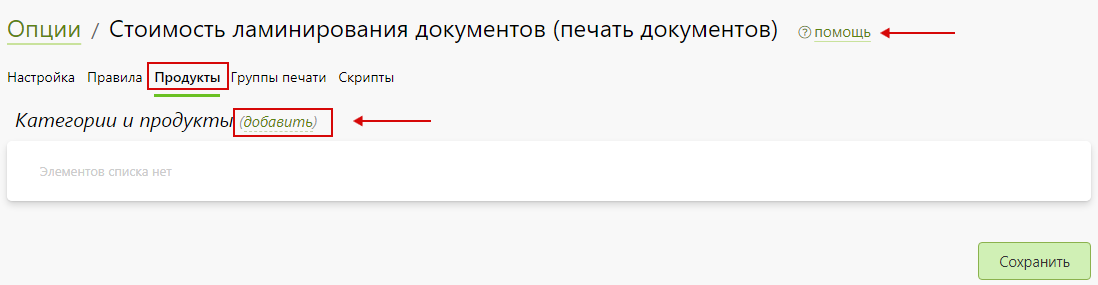 Опции / Стоимость ламинирования документов (печать документов) ? помощь
Настройка Правила Продукты Группы печати Скрипты
Категории и продукты (добавить)
Элементов списка нет
Сохранить